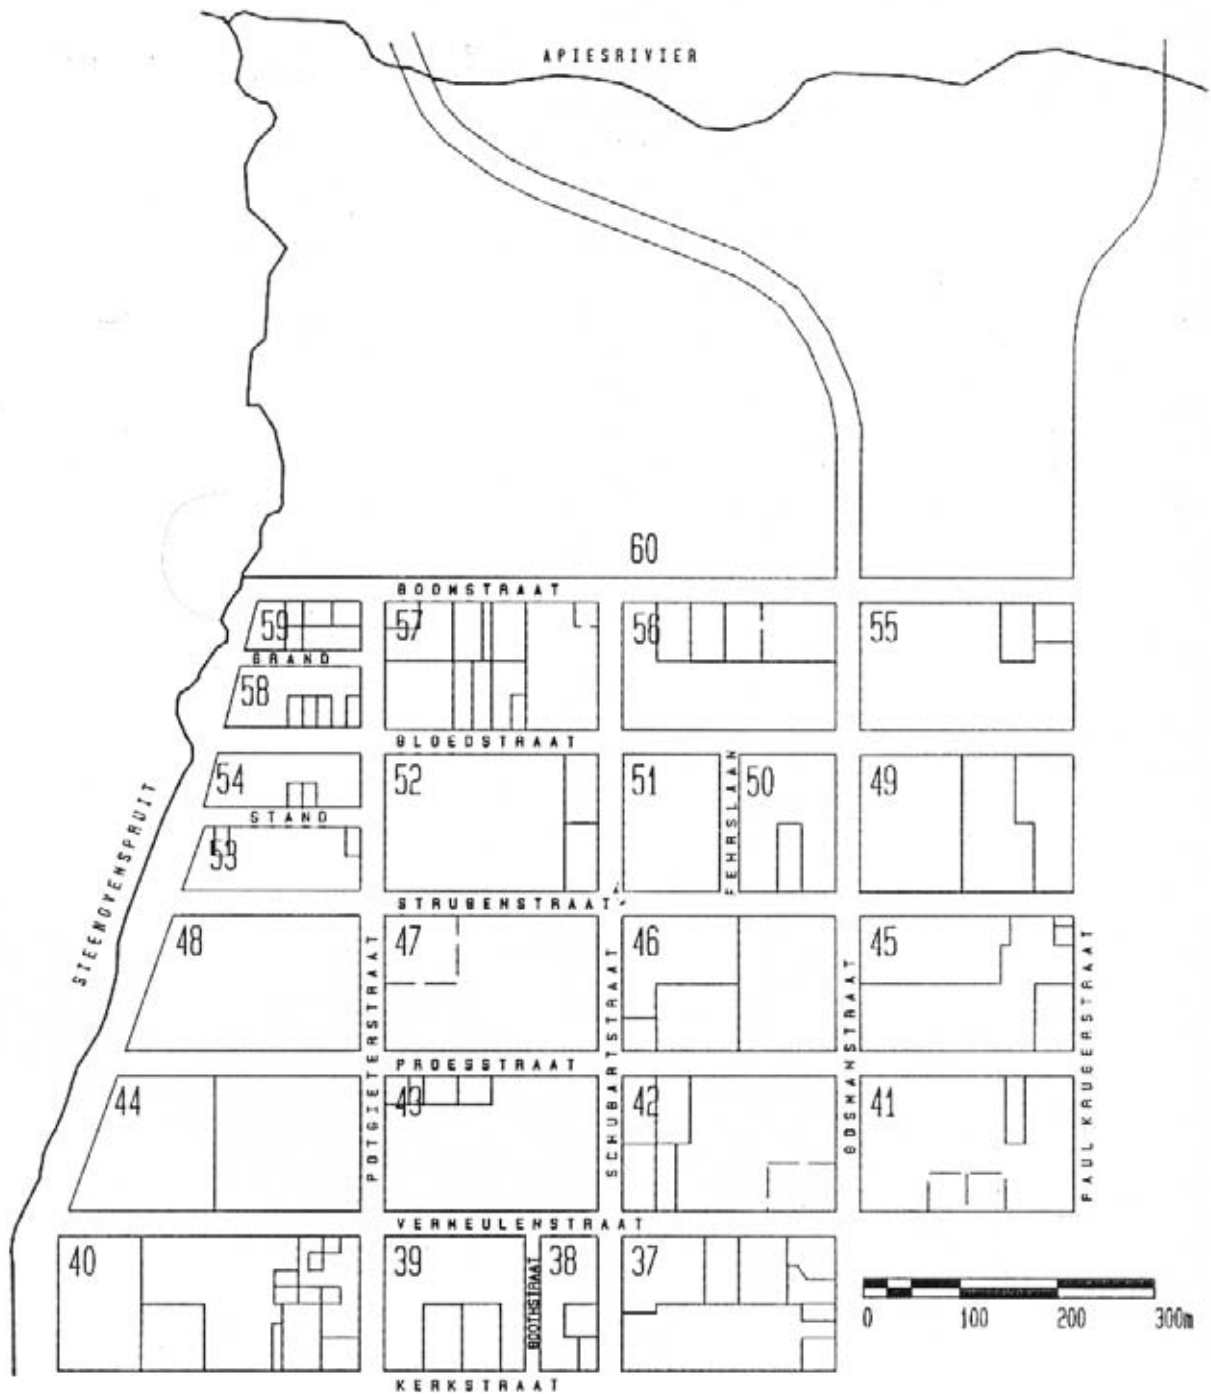 APIESRIVIER
60
BOOMSTRAAT
59
57
56
55
GRAND
58
BLOEDSTRAAT
54
52
51
FEHRSLAAN
50
49
STEENOVENSPRUIT
STAND
53
STRUBENSTRAAT
48
POTGIETERSTRAAT
47
SCHUBARTSTRAAT
46
BOSMANSTRAAT
45
PAUL KRUGERSTRAAT
PROESSTRAAT
44
43
42
41
VERMEULENSTRAAT
40
39
BOOTHSTRAAT
38
37
0 100 200 300m
KERKSTRAAT